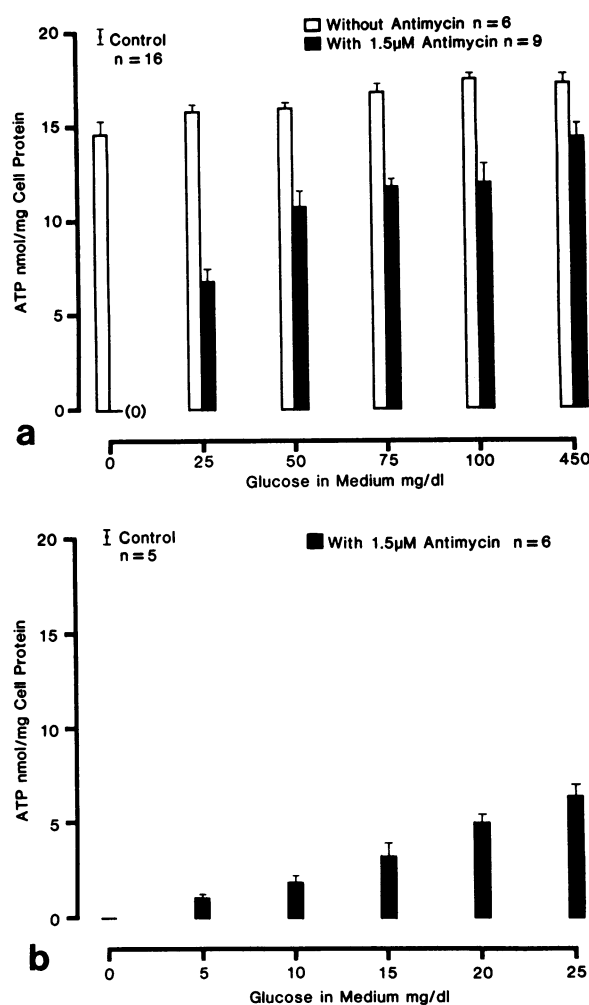 Without Antimycin n = 6
With 1.5µM Antimycin n = 9
Control
n = 16
20
15
10
5
0
ATP nmol/mg Cell Protein
(0)
a
0 25 50 75 100 450
Glucose in Medium mg/dl
Control
n = 5
With 1.5µM Antimycin n = 6
20
15
10
5
0
ATP nmol/mg Cell Protein
b
0 5 10 15 20 25
Glucose in Medium mg/dl